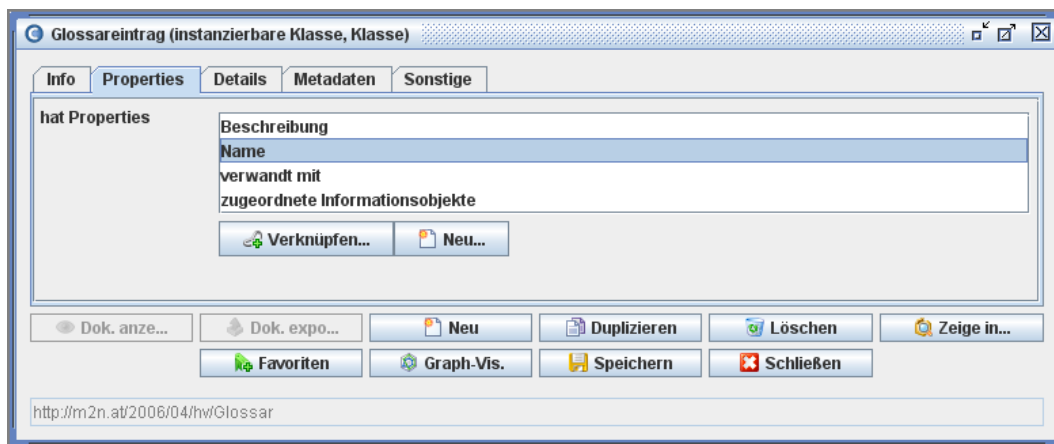 Glossareintrag (instanzierbare Klasse, Klasse)
Info Properties Details Metadaten Sonstige
hat Properties
Beschreibung
Name
verwandt mit
zugeordnete Informationsobjekte
Verknüpfen... Neu...
Dok. anze... Dok. expo... Neu Duplizieren Löschen Zeige in...
Favoriten Graph-Vis. Speichern Schließen
http://m2n.at/2006/04/hv/Glossar